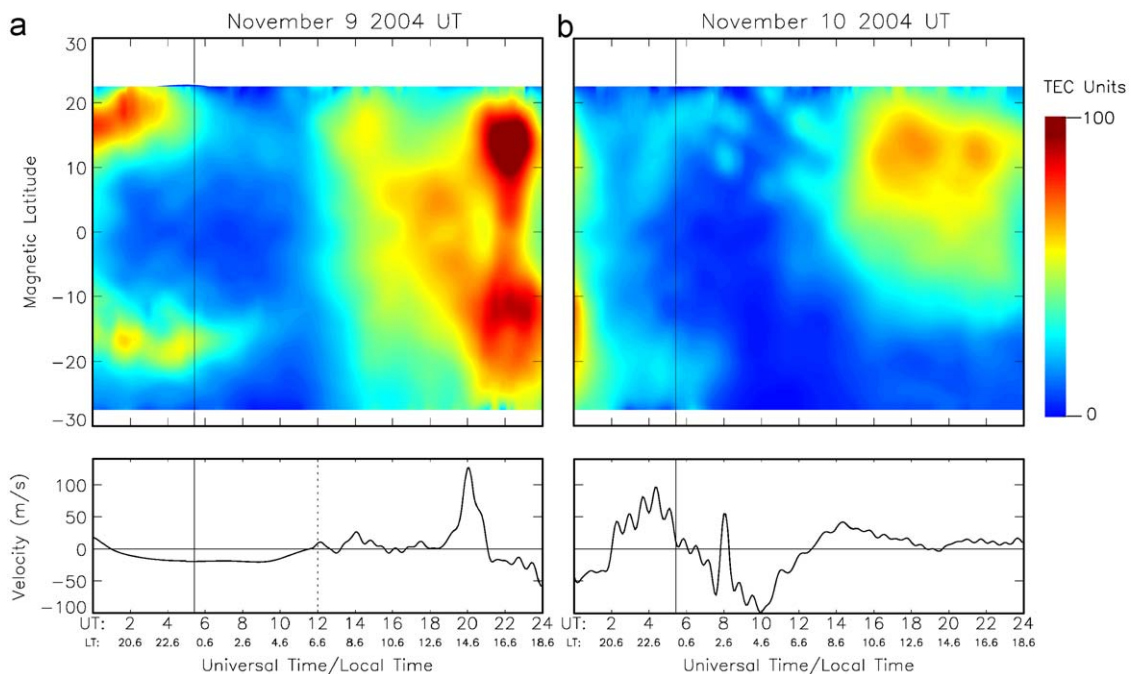 a
November 9 2004 UT
b
November 10 2004 UT
30
20
10
0
-10
-20
-30
Magnetic Latitude
TEC Units
100
0
100
50
0
-50
-100
Velocity (m/s)
UT: 2 4 6 8 10 12 14 16 18 20 22 24
LT: 20.6 22.6 0.6 2.6 4.6 6.6 8.6 10.6 12.6 14.6 16.6 18.6
Universal Time/Local Time
2 4 6 8 10 12 14 16 18 20 22 24
20.6 22.6 0.6 2.6 4.6 6.6 8.6 10.6 12.6 14.6 16.6 18.6
Universal Time/Local Time